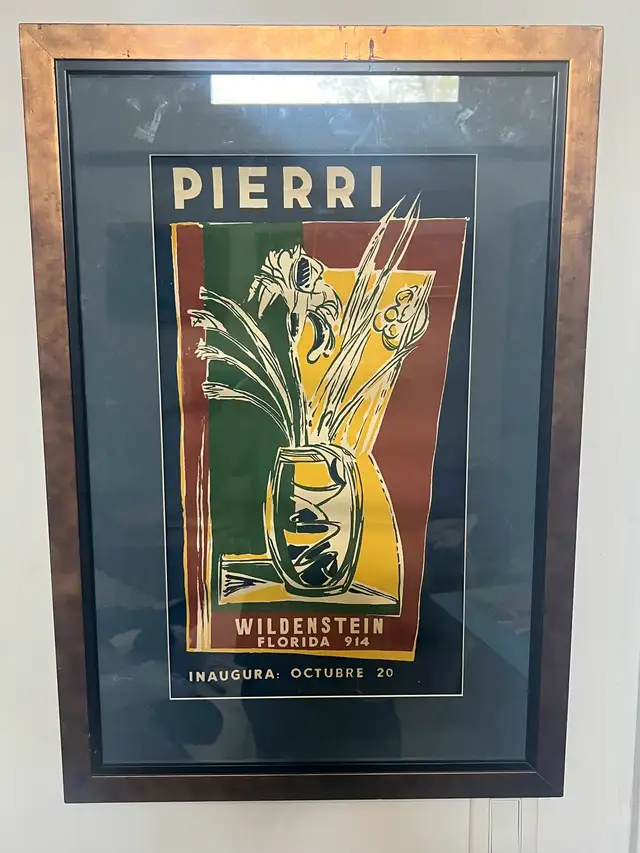 PIERRI
WILDENSTEIN
FLORIDA 914
INAUGURA: OCTUBRE 20